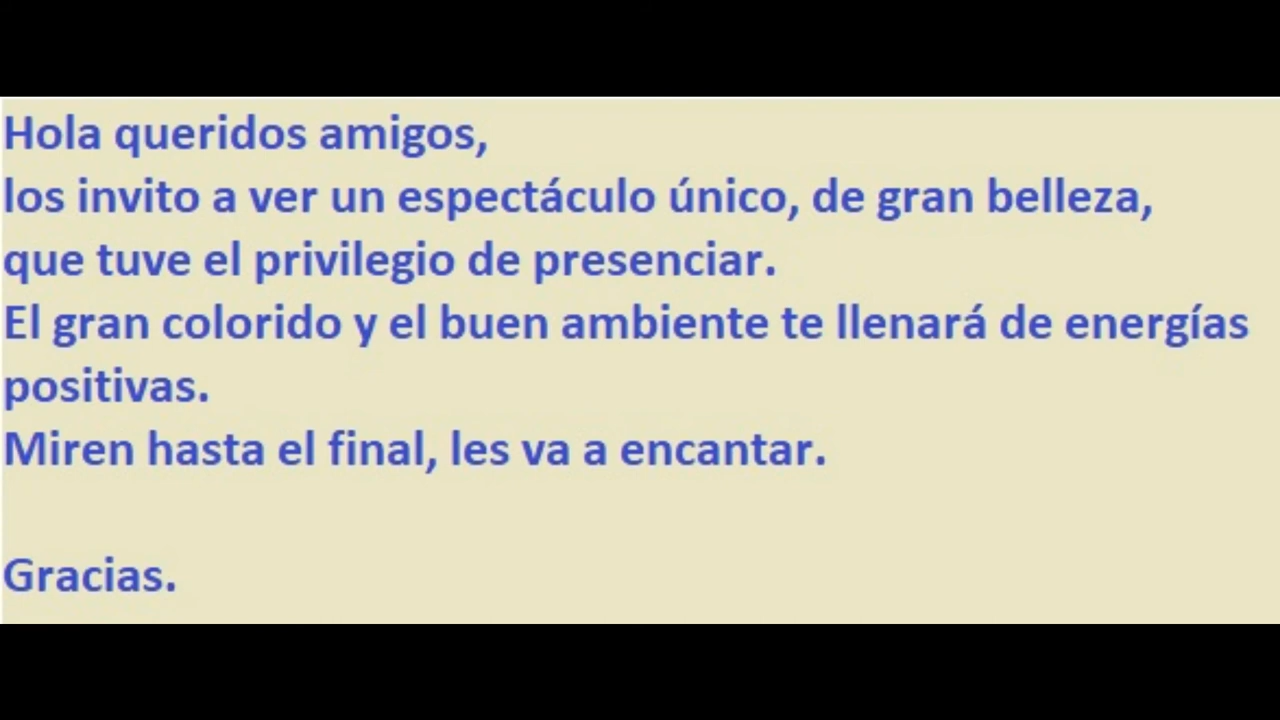 Hola queridos amigos,
los invito a ver un espectáculo único, de gran belleza,
que tuve el privilegio de presenciar.
El gran colorido y el buen ambiente te llenará de energías
positivas.
Miren hasta el final, les va a encantar.
Gracias.